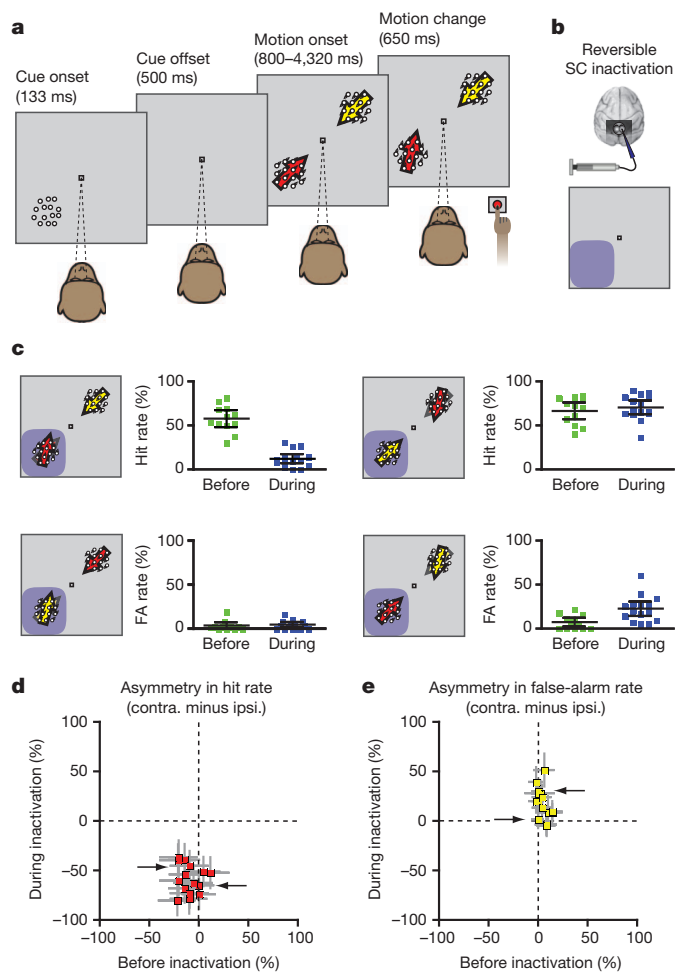 a
Cue onset
(133 ms)
Cue offset
(500 ms)
Motion onset
(800–4,320 ms)
Motion change
(650 ms)
b
Reversible
SC inactivation
c
Hit rate (%)
100
50
0
Before
During
Hit rate (%)
100
50
0
Before
During
FA rate (%)
100
50
0
Before
During
FA rate (%)
100
50
0
Before
During
d
Asymmetry in hit rate
(contra. minus ipsi.)
During inactivation (%)
100
50
0
−50
−100
−100
−50
0
50
100
Before inactivation (%)
e
Asymmetry in false-alarm rate
(contra. minus ipsi.)
During inactivation (%)
100
50
0
−50
−100
−100
−50
0
50
100
Before inactivation (%)